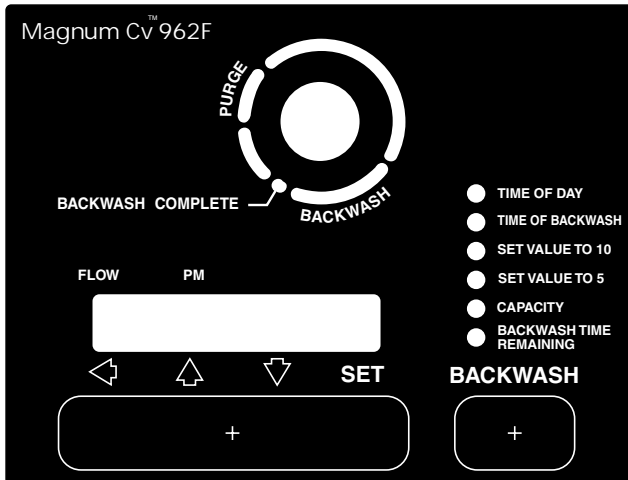 Magnum Cv™ 962F
PURGE
BACKWASH COMPLETE
BACKWASH
TIME OF DAY
TIME OF BACKWASH
SET VALUE TO 10
SET VALUE TO 5
CAPACITY
BACKWASH TIME
REMAINING
FLOW PM
SET
BACKWASH
+ +